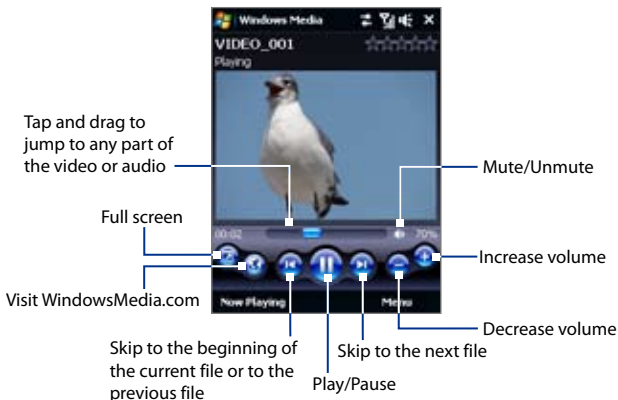 Windows Media
VIDEO_001
Playing
Tap and drag to
jump to any part of
the video or audio
Mute/Unmute
Full screen
00:02
70%
Increase volume
Visit WindowsMedia.com
Now Playing
Menu
Decrease volume
Skip to the beginning of
the current file or to the
previous file
Skip to the next file
Play/Pause